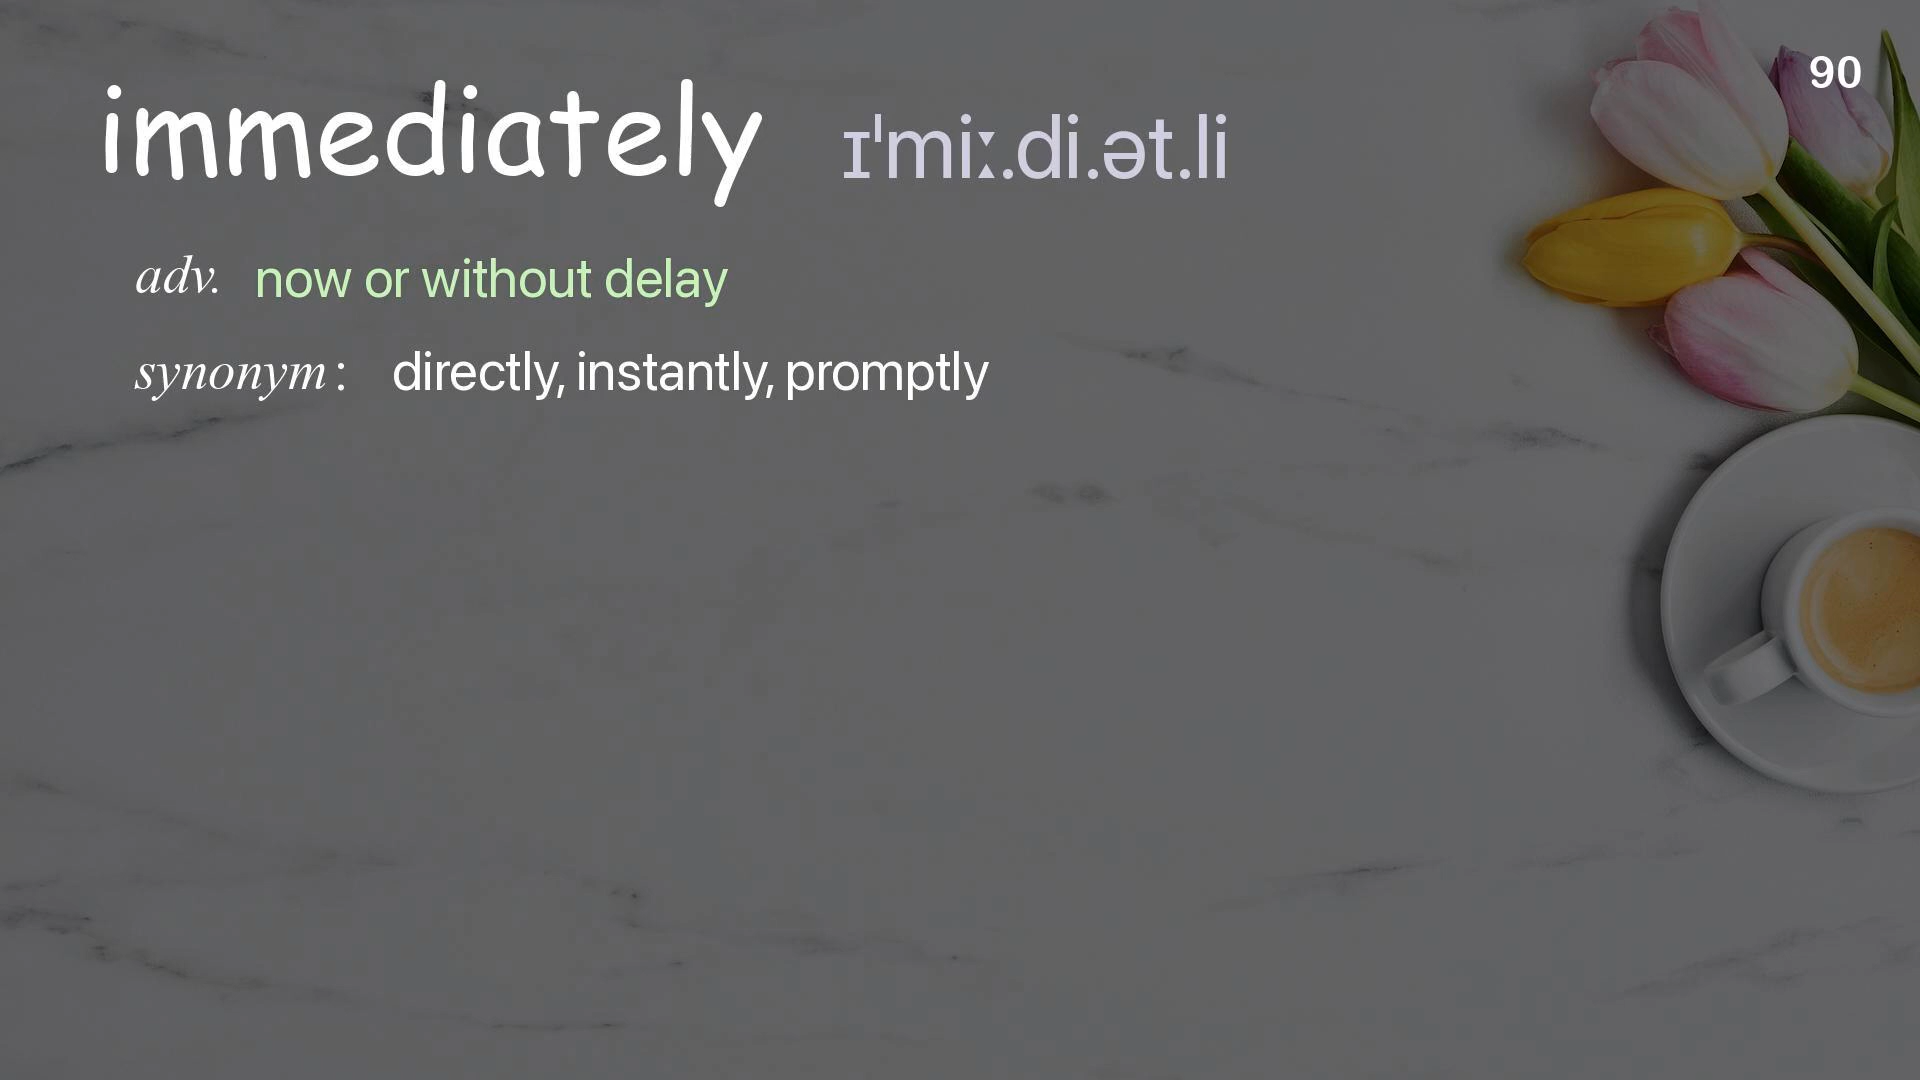 90
immediately ɪˈmiː.di.ət.li
adv. now or without delay
synonym: directly, instantly, promptly